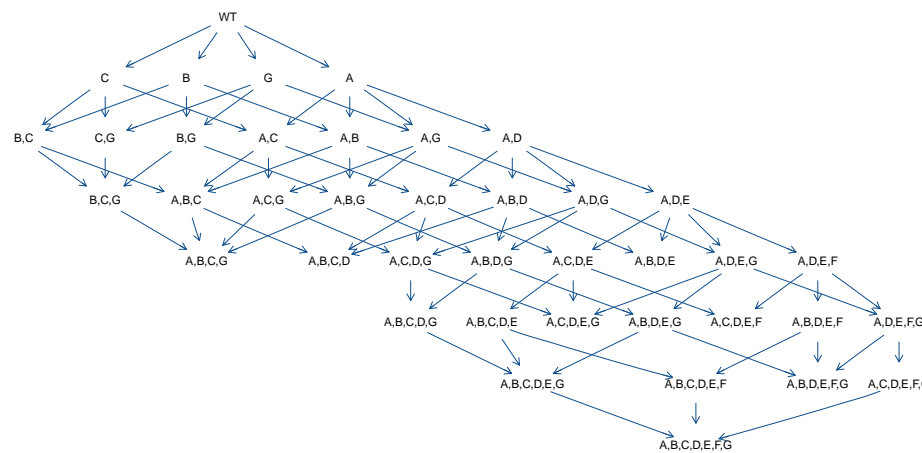 WT
C B G A
B,C C,G B,G A,C A,B A,G A,D
B,C,G A,B,C A,C,G A,B,G A,C,D A,B,D A,D,G A,D,E
A,B,C,G A,B,C,D A,C,D,G A,B,D,G A,C,D,E A,B,D,E A,D,E,G A,D,E,F
A,B,C,D,G A,B,C,D,E A,C,D,E,G A,B,D,E,G A,C,D,E,F A,B,D,E,F A,D,E,F,G
A,B,C,D,E,G A,B,C,D,E,F A,B,D,E,F,G A,C,D,E,F,
A,B,C,D,E,F,G